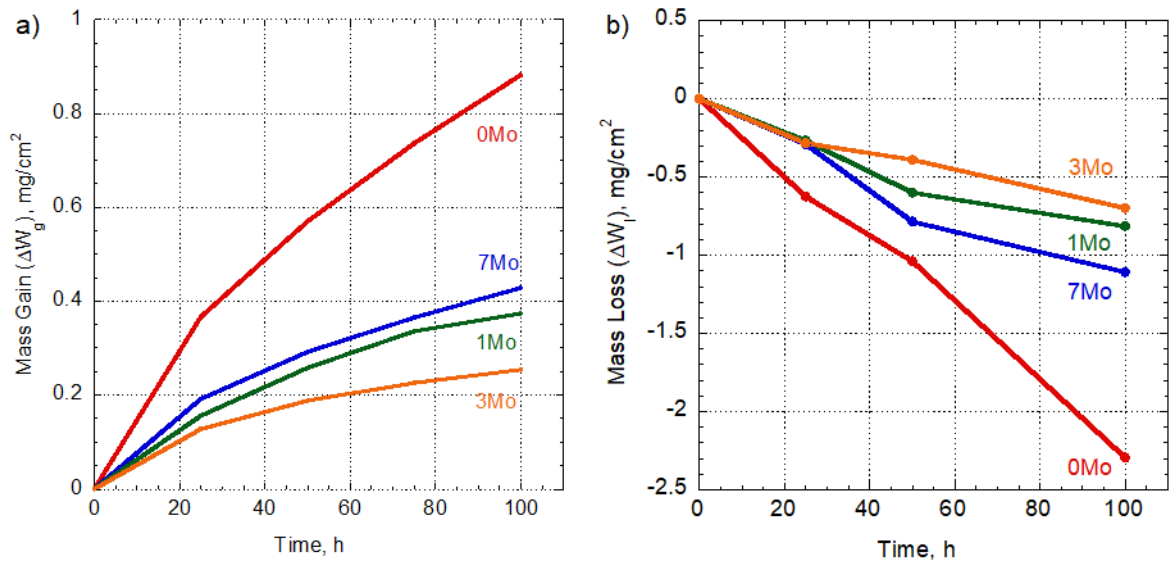 a)
Mass Gain (ΔW_g), mg/cm²
1
0.8
0.6
0.4
0.2
0
0Mo
7Mo
1Mo
3Mo
0 20 40 60 80 100
Time, h
b)
Mass Loss (ΔW_l), mg/cm²
0.5
0
-0.5
-1
-1.5
-2
-2.5
3Mo
1Mo
7Mo
0Mo
0 20 40 60 80 100
Time, h